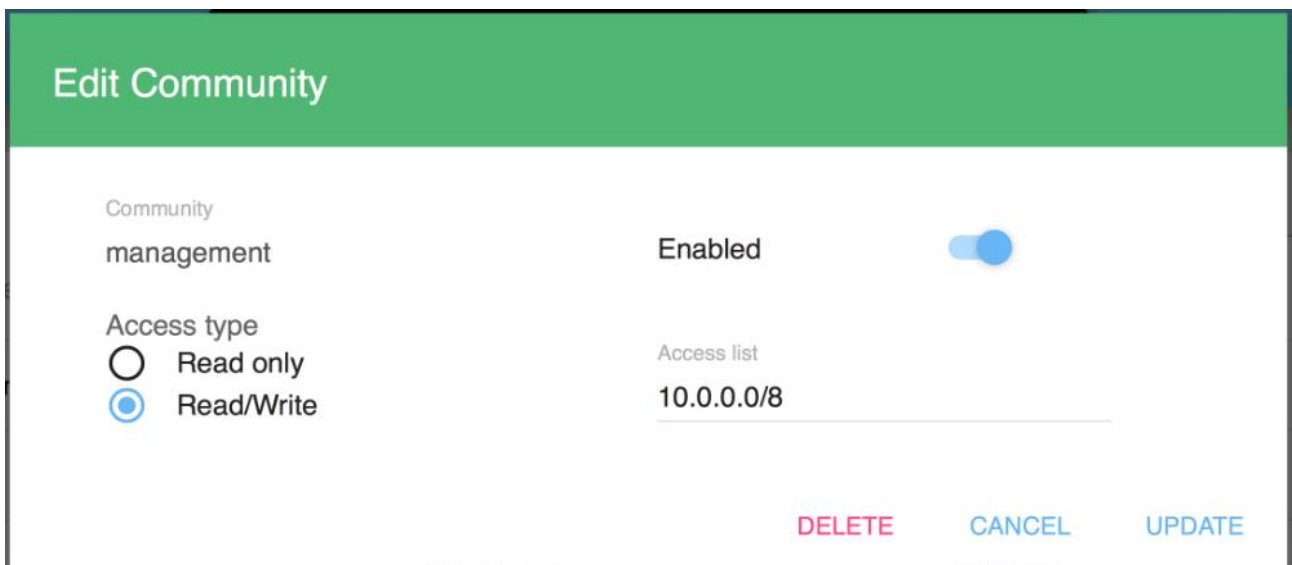 Edit Community
Community
management
Enabled
Access type
Read only
Read/Write
Access list
10.0.0.0/8
DELETE
CANCEL
UPDATE